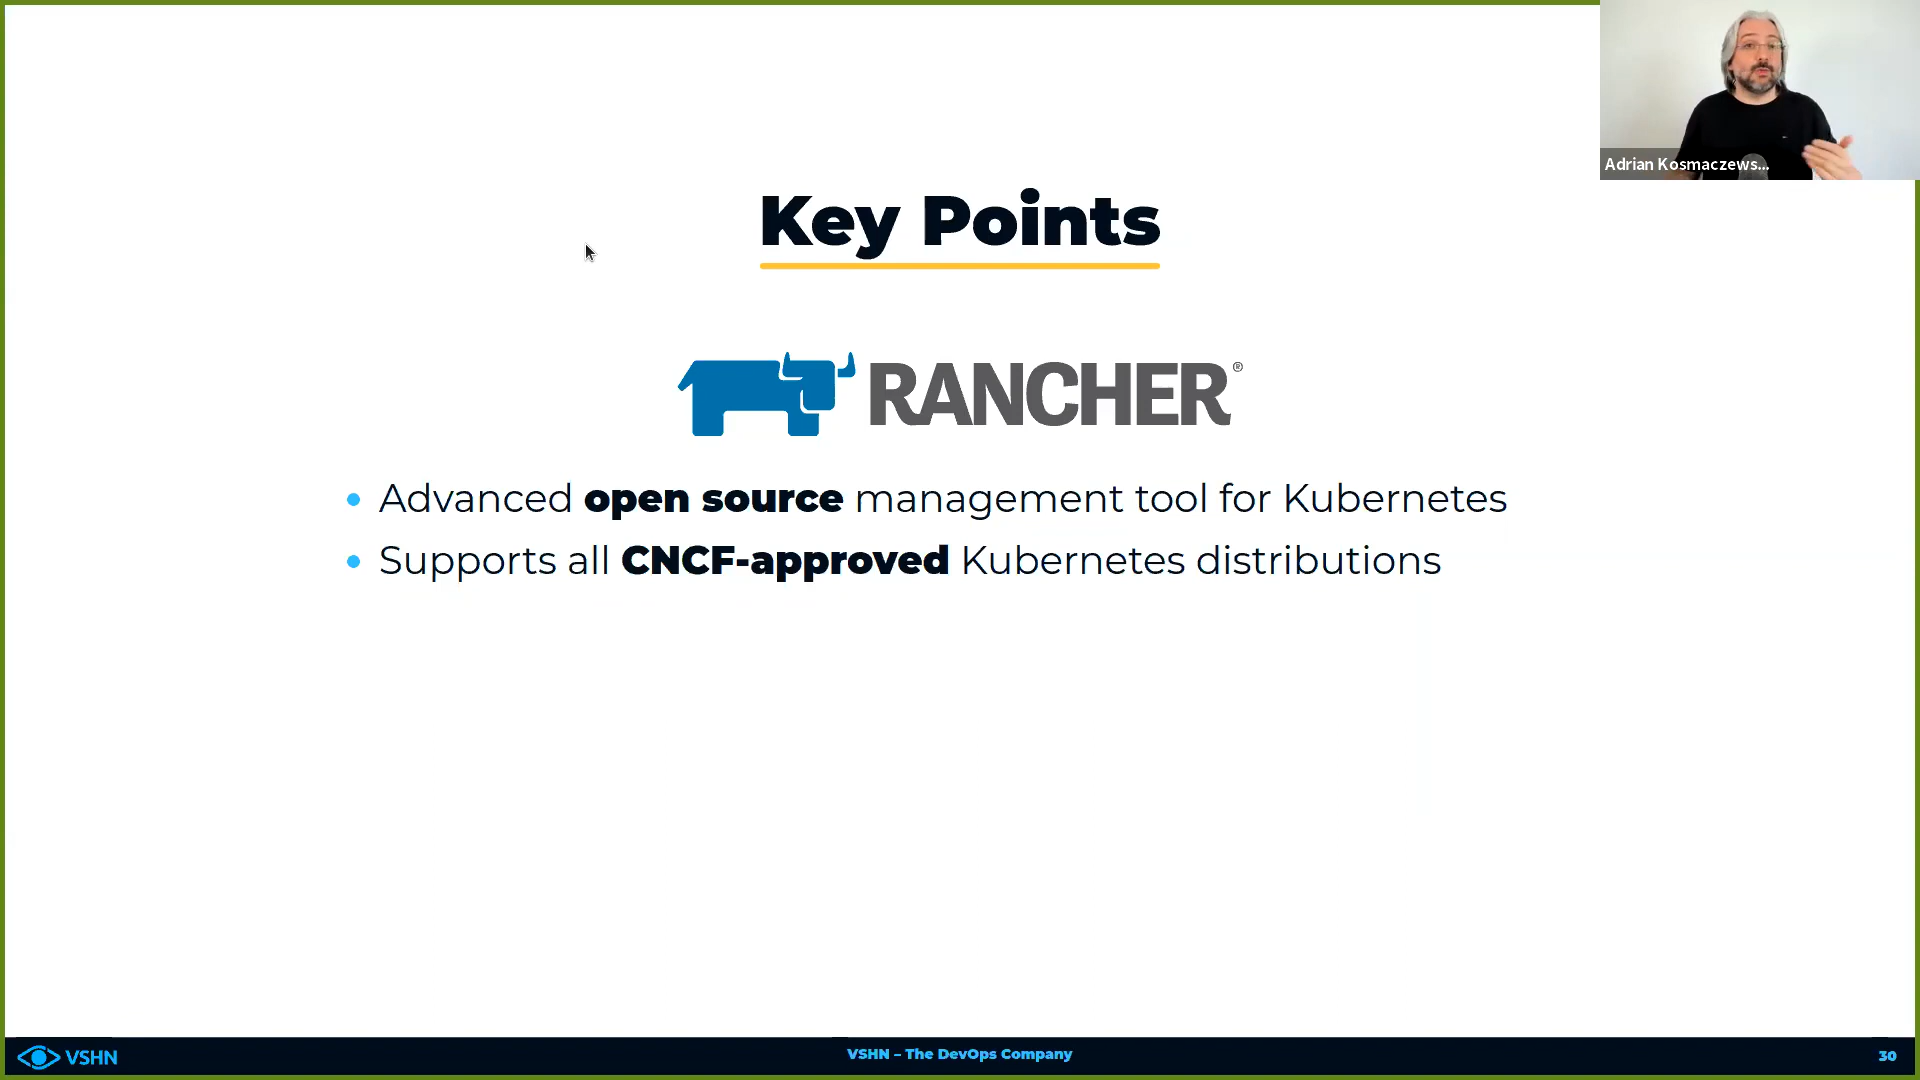 Adrian Kosmaczews...
Key Points
RANCHER®
Advanced open source management tool for Kubernetes
Supports all CNCF-approved Kubernetes distributions
VSHN
VSHN – The DevOps Company
30